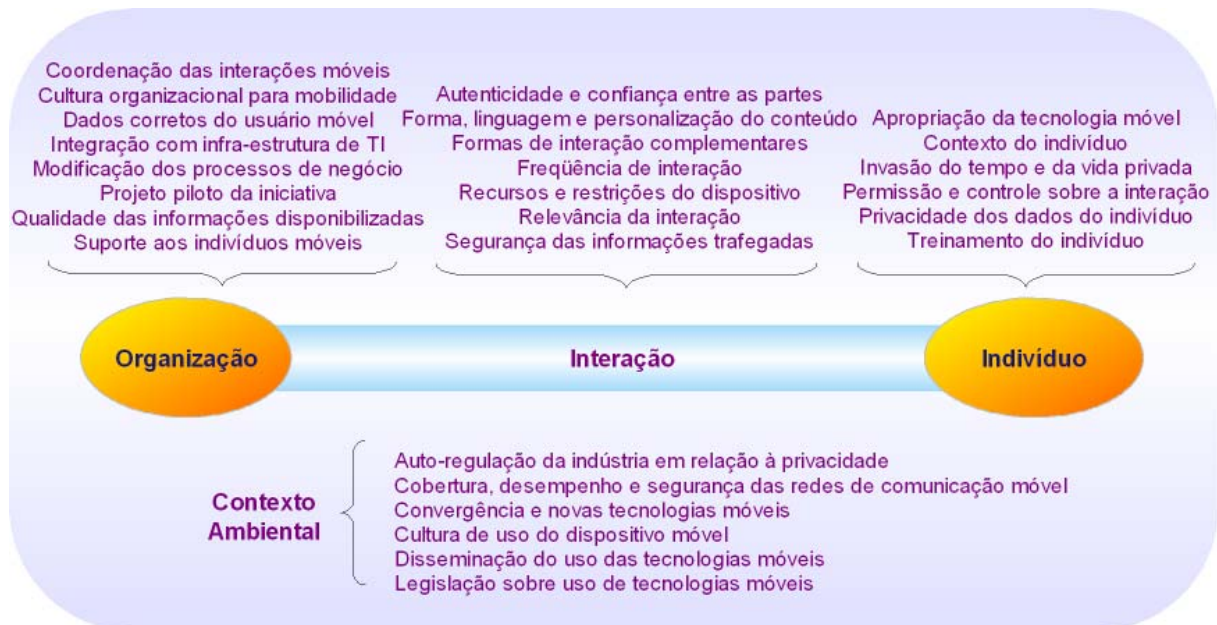 Coordenação das interações móveis
Cultura organizacional para mobilidade
Dados corretos do usuário móvel
Integração com infra-estrutura de TI
Modificação dos processos de negócio
Projeto piloto da iniciativa
Qualidade das informações disponibilizadas
Suporte aos indivíduos móveis
Autenticidade e confiança entre as partes
Forma, linguagem e personalização do conteúdo
Formas de interação complementares
Freqüência de interação
Recursos e restrições do dispositivo
Relevância da interação
Segurança das informações trafegadas
Apropriação da tecnologia móvel
Contexto do indivíduo
Invasão do tempo e da vida privada
Permissão e controle sobre a interação
Privacidade dos dados do indivíduo
Treinamento do indivíduo
Organização
Interação
Indivíduo
Contexto
Ambiental
Auto-regulação da indústria em relação à privacidade
Cobertura, desempenho e segurança das redes de comunicação móvel
Convergência e novas tecnologias móveis
Cultura de uso do dispositivo móvel
Disseminação do uso das tecnologias móveis
Legislação sobre uso de tecnologias móveis